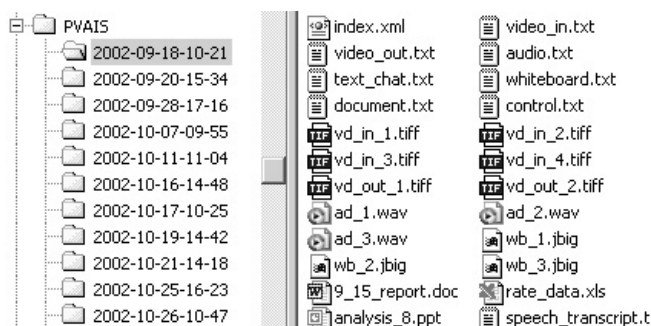 PVAIS
2002-09-18-10-21
2002-09-20-15-34
2002-09-28-17-16
2002-10-07-09-55
2002-10-11-11-04
2002-10-16-14-48
2002-10-17-10-25
2002-10-19-14-42
2002-10-21-14-18
2002-10-25-16-23
2002-10-26-10-47
index.xml video_in.txt
video_out.txt audio.txt
text_chat.txt whiteboard.txt
document.txt control.txt
vd_in_1.tiff vd_in_2.tiff
vd_in_3.tiff vd_in_4.tiff
vd_out_1.tiff vd_out_2.tiff
ad_1.wav ad_2.wav
ad_3.wav wb_1.jbig
wb_2.jbig wb_3.jbig
9_15_report.doc rate_data.xls
analysis_8.ppt speech_transcript.t